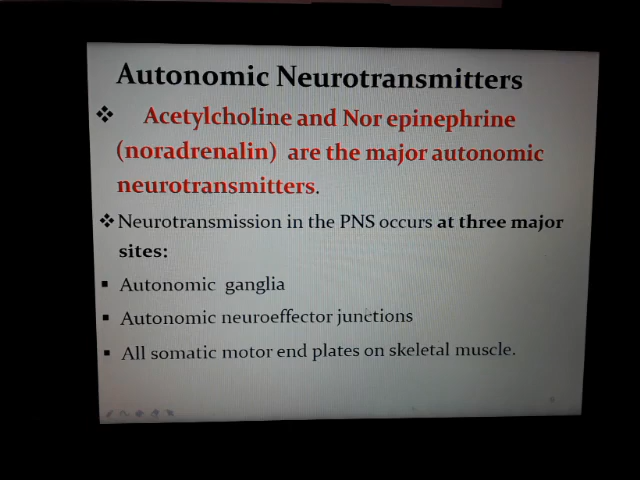 Autonomic Neurotransmitters
❖ Acetylcholine and Nor epinephrine
(noradrenalin) are the major autonomic
neurotransmitters.
❖ Neurotransmission in the PNS occurs at three major
sites:
▪ Autonomic ganglia
▪ Autonomic neuroeffector junctions
▪ All somatic motor end plates on skeletal muscle.